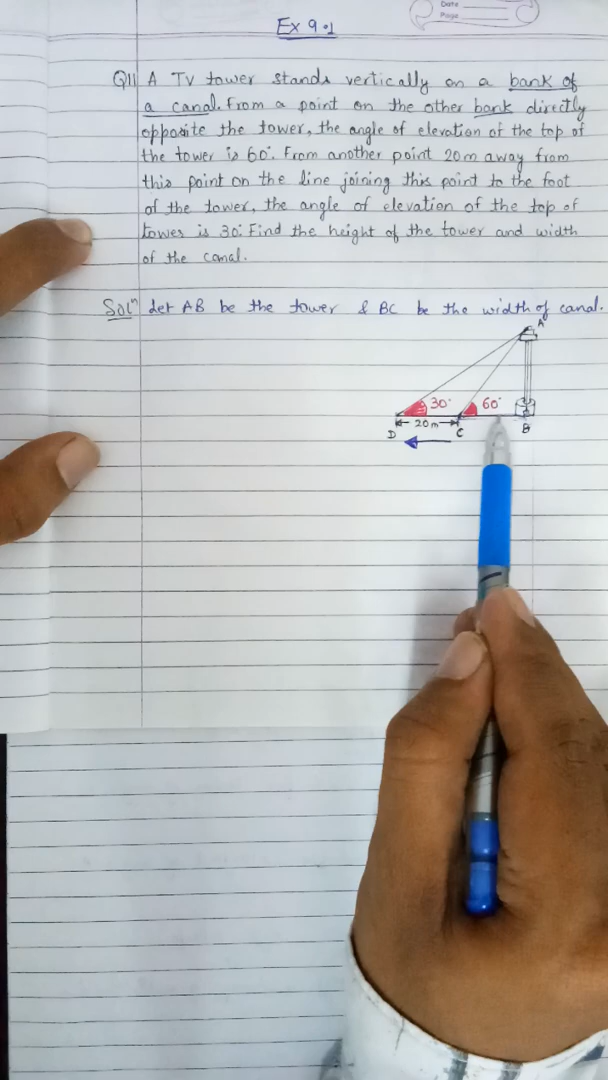 Date
Page
Ex 9.1
Q11 A TV tower stands vertically on a bank of
a canal. From a point on the other bank directly
opposite the tower, the angle of elevation of the top of
the tower is 60°. From another point 20m away from
this point on the line joining this point to the foot
of the tower, the angle of elevation of the top of
tower is 30°. Find the height of the tower and width
of the canal.
Solⁿ Let AB be the tower & BC be the width of canal.
A
30° 60°
20m
D C B